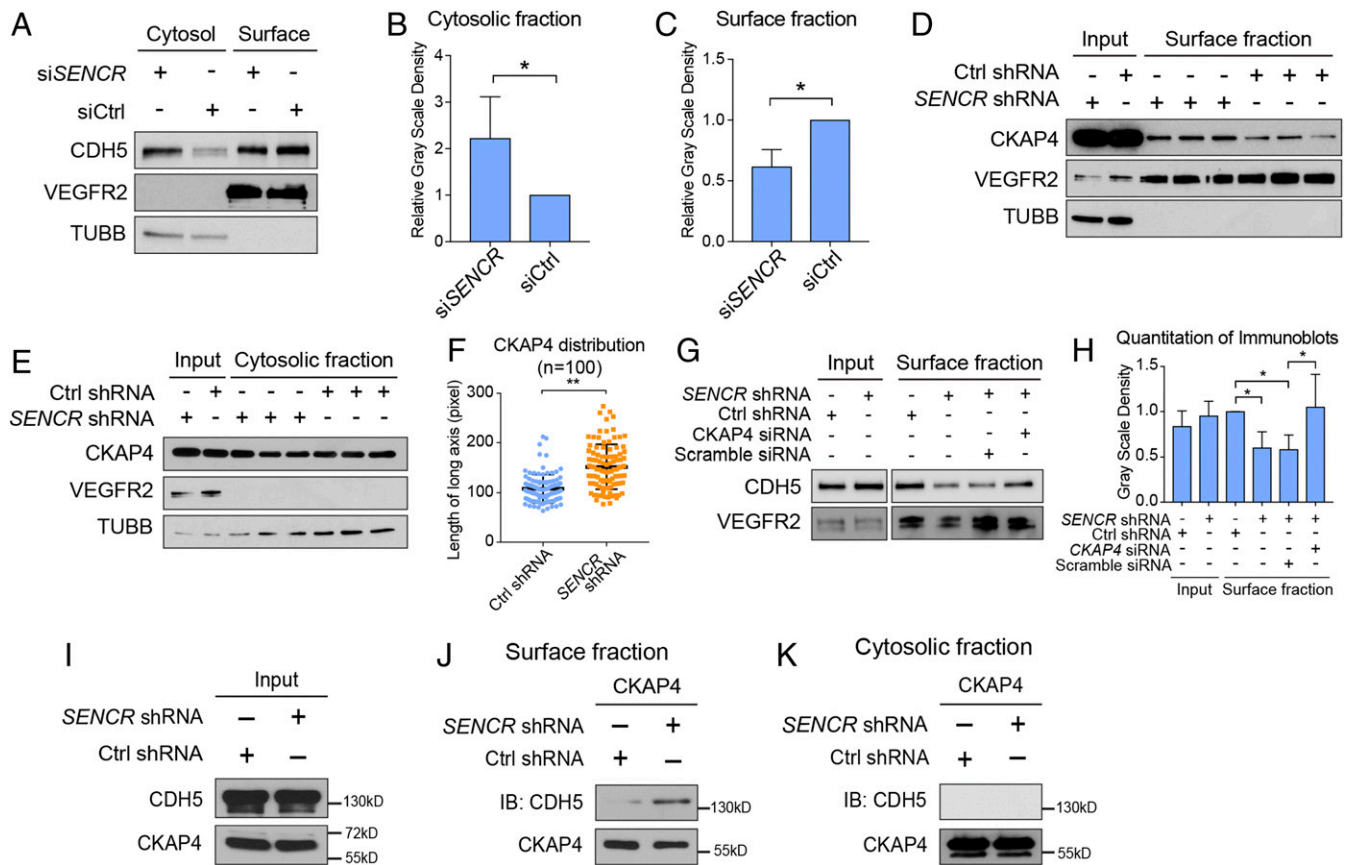 A
Cytosol Surface
siSENCR + - + -
siCtrl - + - +
CDH5
VEGFR2
TUBB
B
Cytosolic fraction
Relative Gray Scale Density
4
3
2
1
0
*
siSENCR
siCtrl
C
Surface fraction
Relative Gray Scale Density
1.5
1.0
0.5
0.0
*
siSENCR
siCtrl
D
Input Surface fraction
Ctrl shRNA - + - - - + + +
SENCR shRNA + - + + + - - -
CKAP4
VEGFR2
TUBB
E
Input Cytosolic fraction
Ctrl shRNA - + - - - + + +
SENCR shRNA + - + + + - - -
CKAP4
VEGFR2
TUBB
F
CKAP4 distribution
(n=100)
**
Length of long axis (pixel)
300
200
100
0
Ctrl shRNA
SENCR
shRNA
G
Input Surface fraction
SENCR shRNA - + - + + +
Ctrl shRNA + - + - - -
CKAP4 siRNA - - - - - +
Scramble siRNA - - - - + -
CDH5
VEGFR2
H
Quantitation of Immunoblots
Gray Scale Density
1.5
1.0
0.5
0.0
* * *
SENCR shRNA - + - + + +
Ctrl shRNA + - + - - -
CKAP4 siRNA - - - - - +
Scramble siRNA - - - - + -
Input Surface fraction
I
Input
SENCR shRNA – +
Ctrl shRNA + –
CDH5 130kD
72kD
CKAP4
55kD
J
Surface fraction
CKAP4
SENCR shRNA – +
Ctrl shRNA + –
IB: CDH5 130kD
CKAP4 55kD
K
Cytosolic fraction
CKAP4
SENCR shRNA – +
Ctrl shRNA + –
IB: CDH5 130kD
CKAP4 55kD